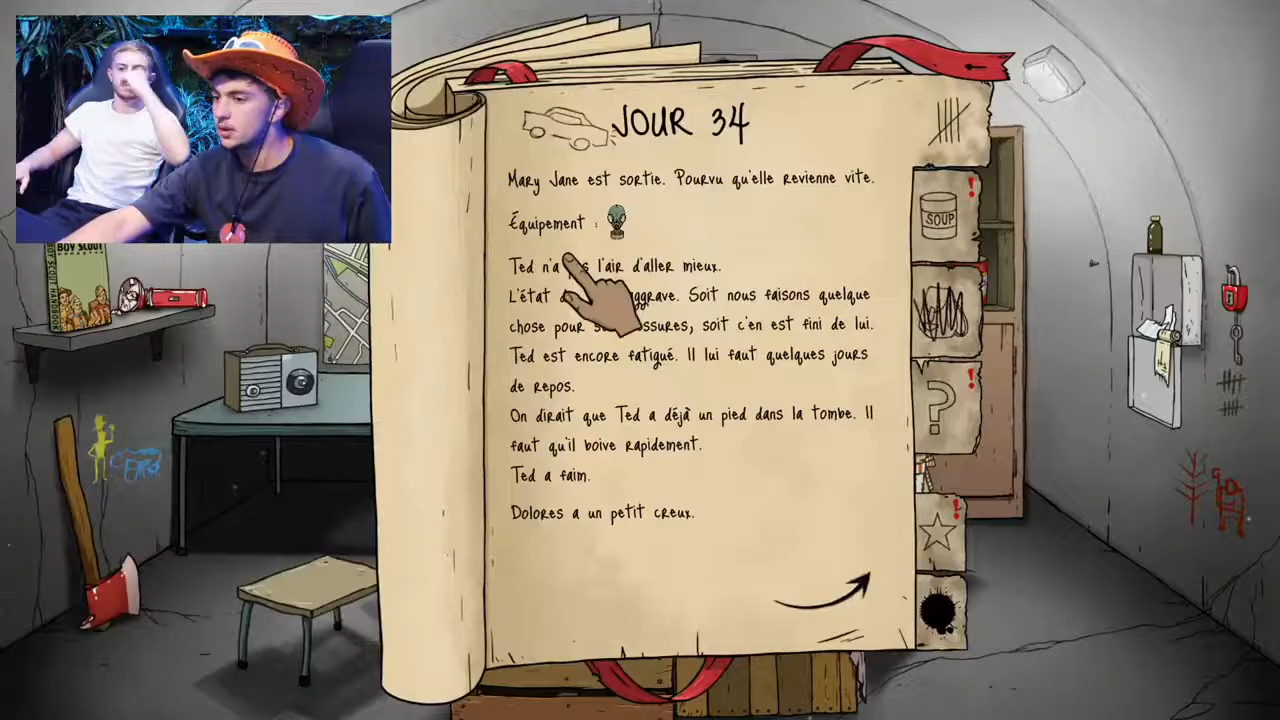 JOUR 34
Mary Jane est sortie. Pourvu qu'elle revienne vite.
Équipement :
Ted n'a l'air d'aller mieux.
L'état Soit nous faisons quelque
chose pour soit c'en est fini de lui.
Ted est encore fatigué. Il lui faut quelques jours
de repos.
On dirait que Ted a déjà un pied dans la tombe. Il
faut qu'il boive rapidement.
Ted a faim.
Dolores a un petit creux.
SOUP
!
?
!
!
BOY SCOUT
BOY SCOUT HANDBOOK